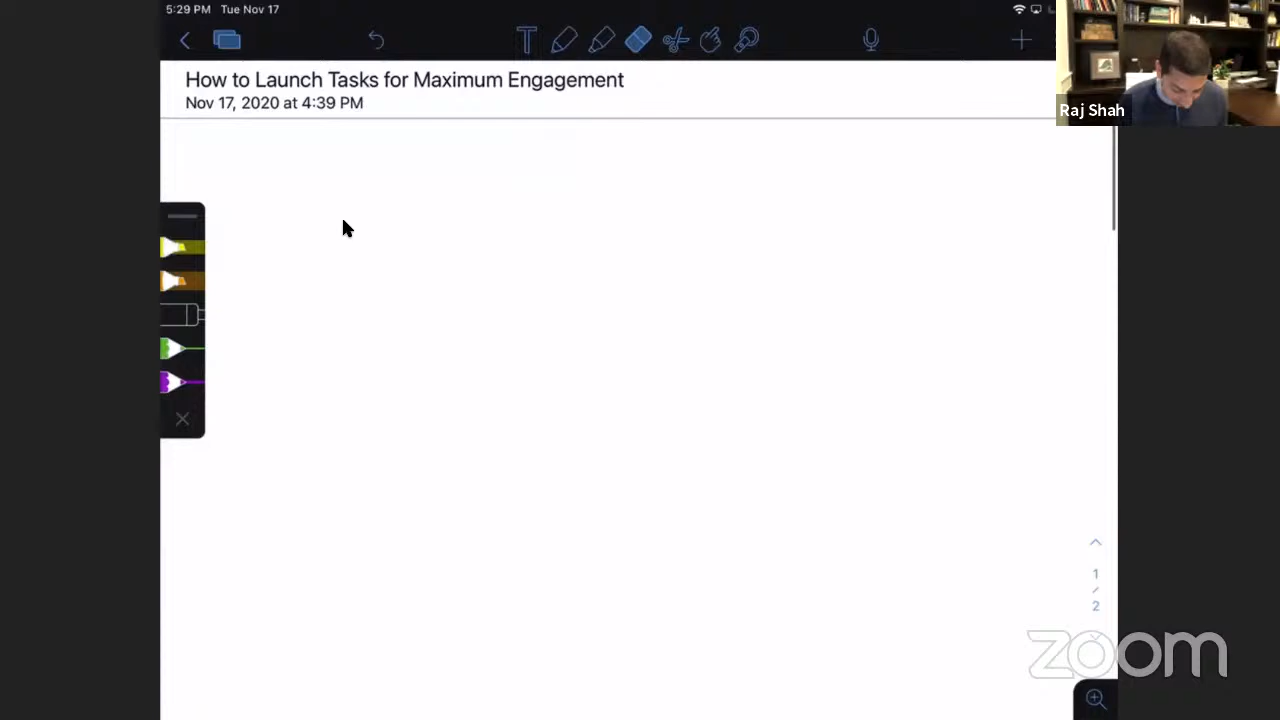 5:29 PM Tue Nov 17
How to Launch Tasks for Maximum Engagement
Nov 17, 2020 at 4:39 PM
Raj Shah
1
/
2
zoom